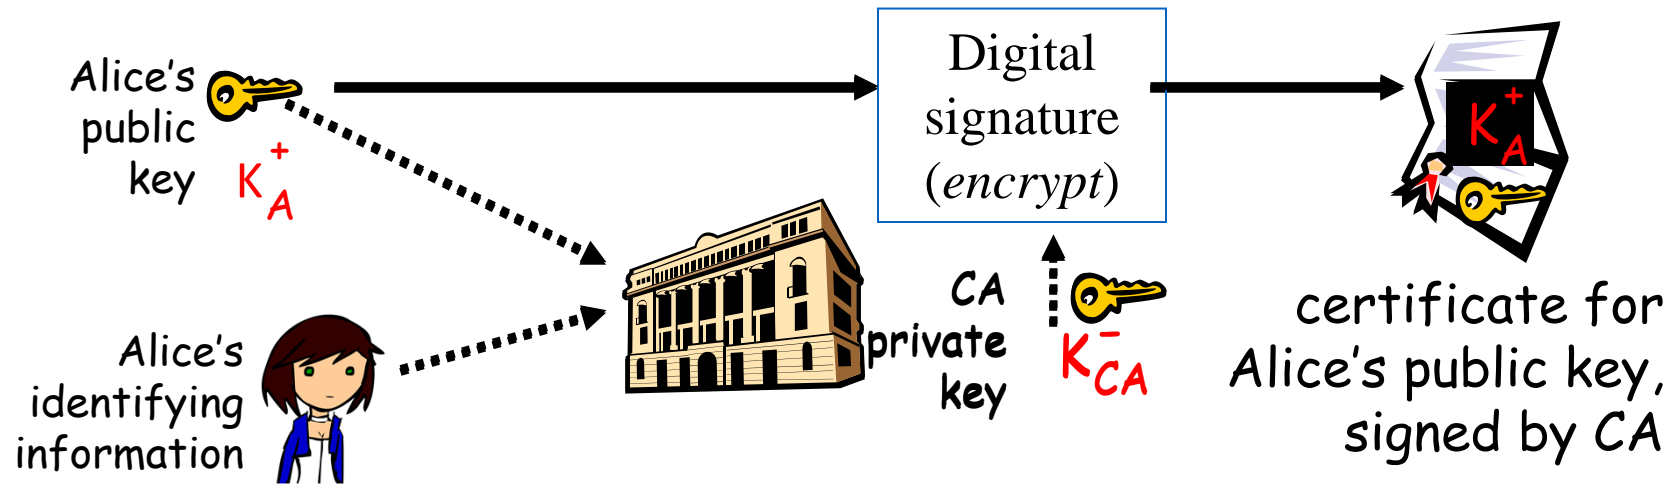 Alice's
public
key
K
+
A
Digital
signature
(encrypt)
K
+
A
Alice's
identifying
information
CA
private
key
K
−
CA
certificate for
Alice's public key,
signed by CA